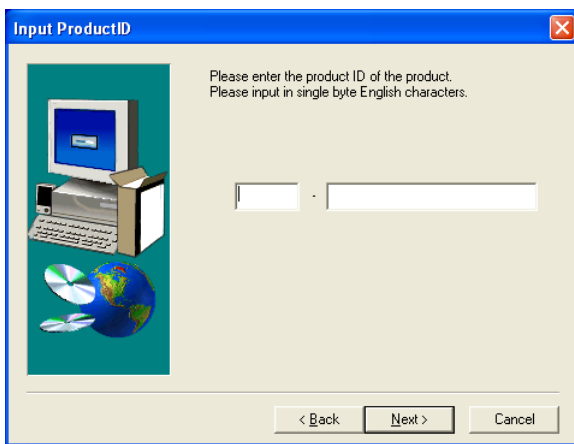 Input ProductID
Please enter the product ID of the product.
Please input in single byte English characters.
-
< Back
Next >
Cancel